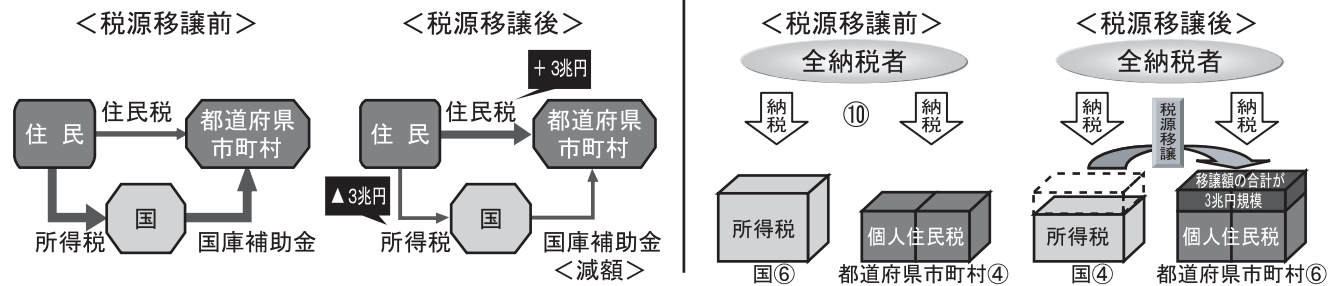 ＜税源移譲前＞
住 民
住民税
都道府県
市町村
国
所得税
国庫補助金
＜税源移譲後＞
＋3兆円
住 民
住民税
都道府県
市町村
▲3兆円
国
所得税
国庫補助金
＜減額＞
＜税源移譲前＞
全納税者
納税
⑩
納税
所得税
個人住民税
国⑥
都道府県市町村④
＜税源移譲後＞
全納税者
納税
税源移譲
納税
移譲額の合計が
3兆円規模
所得税
個人住民税
国④
都道府県市町村⑥